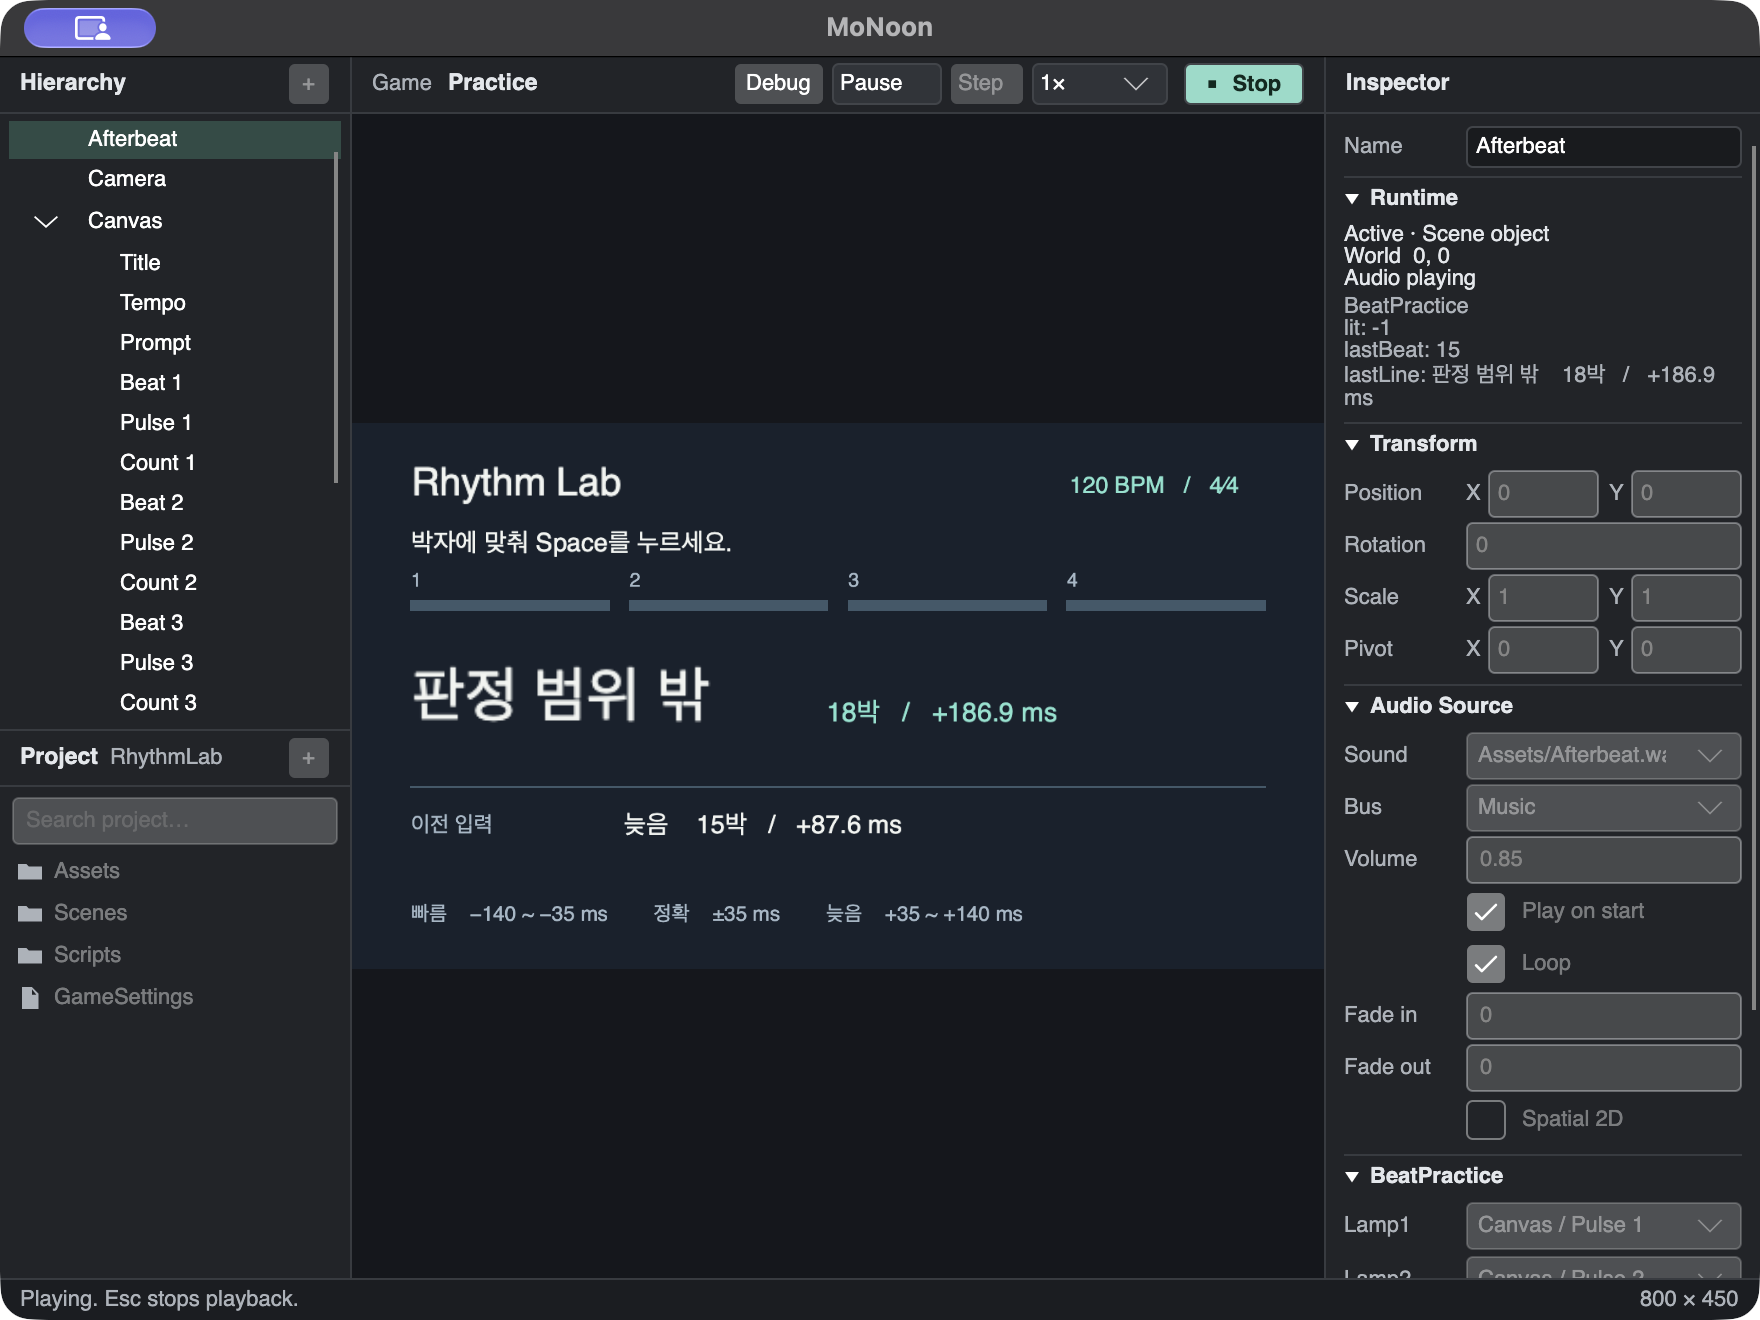 MoNoon
Hierarchy +
Afterbeat
Camera
Canvas
Title
Tempo
Prompt
Beat 1
Pulse 1
Count 1
Beat 2
Pulse 2
Count 2
Beat 3
Pulse 3
Count 3
Project RhythmLab +
Search project...
Assets
Scenes
Scripts
GameSettings
Game Practice Debug Pause Step 1× Stop
Rhythm Lab 120 BPM / 4/4
박자에 맞춰 Space를 누르세요.
1 2 3 4
판정 범위 밖 18박 / +186.9 ms
이전 입력 늦음 15박 / +87.6 ms
빠름 −140 ~ −35 ms 정확 ±35 ms 늦음 +35 ~ +140 ms
Inspector
Name Afterbeat
Runtime
Active · Scene object
World 0, 0
Audio playing
BeatPractice
lit: -1
lastBeat: 15
lastLine: 판정 범위 밖 18박 / +186.9
ms
Transform
Position X 0 Y 0
Rotation 0
Scale X 1 Y 1
Pivot X 0 Y 0
Audio Source
Sound Assets/Afterbeat.wa
Bus Music
Volume 0.85
Play on start
Loop
Fade in 0
Fade out 0
Spatial 2D
BeatPractice
Lamp1 Canvas / Pulse 1
Lamp2 Canvas / Pulse 2
Playing. Esc stops playback. 800 × 450